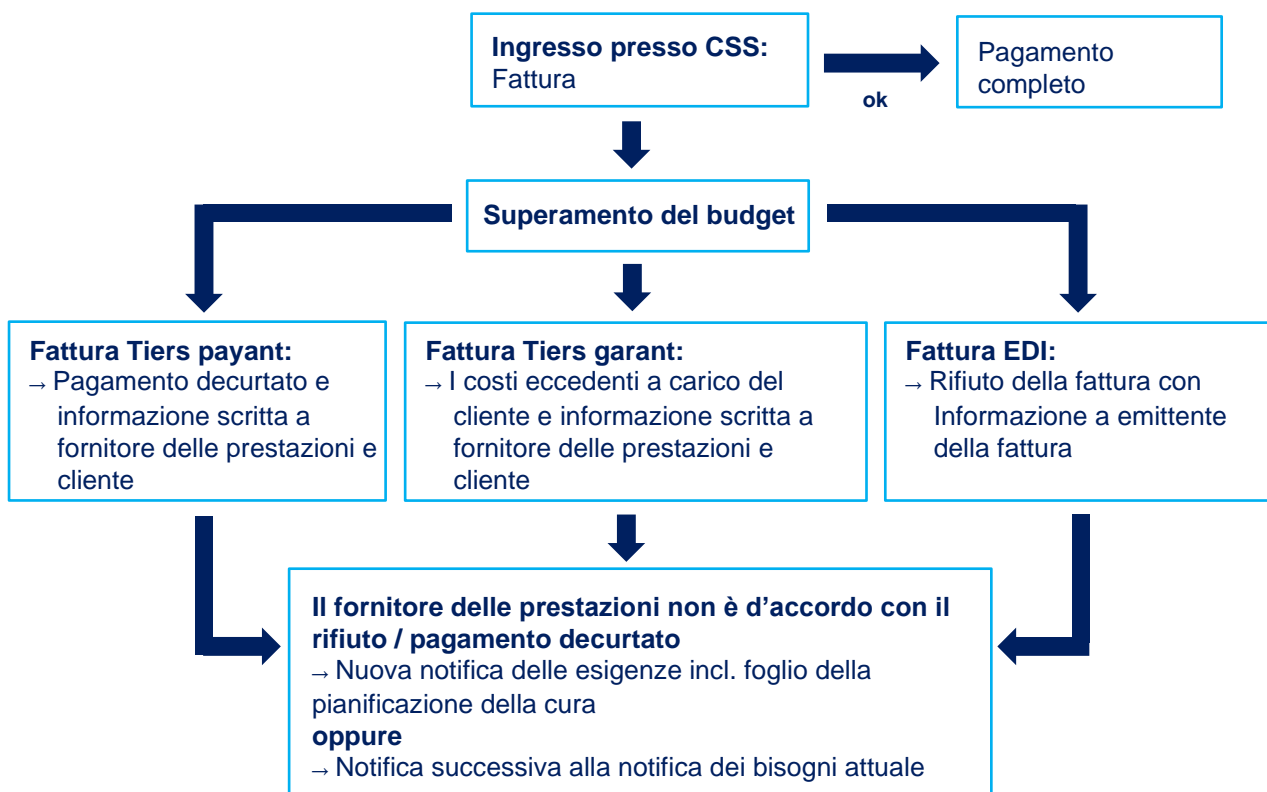 Ingresso presso CSS:
Fattura
ok
Pagamento
completo
Superamento del budget
Fattura Tiers payant:
→ Pagamento decurtato e
informazione scritta a
fornitore delle prestazioni e
cliente
Fattura Tiers garant:
→ I costi eccedenti a carico del
cliente e informazione scritta a
fornitore delle prestazioni e
cliente
Fattura EDI:
→ Rifiuto della fattura con
Informazione a emittente
della fattura
Il fornitore delle prestazioni non è d’accordo con il
rifiuto / pagamento decurtato
→ Nuova notifica delle esigenze incl. foglio della
pianificazione della cura
oppure
→ Notifica successiva alla notifica dei bisogni attuale